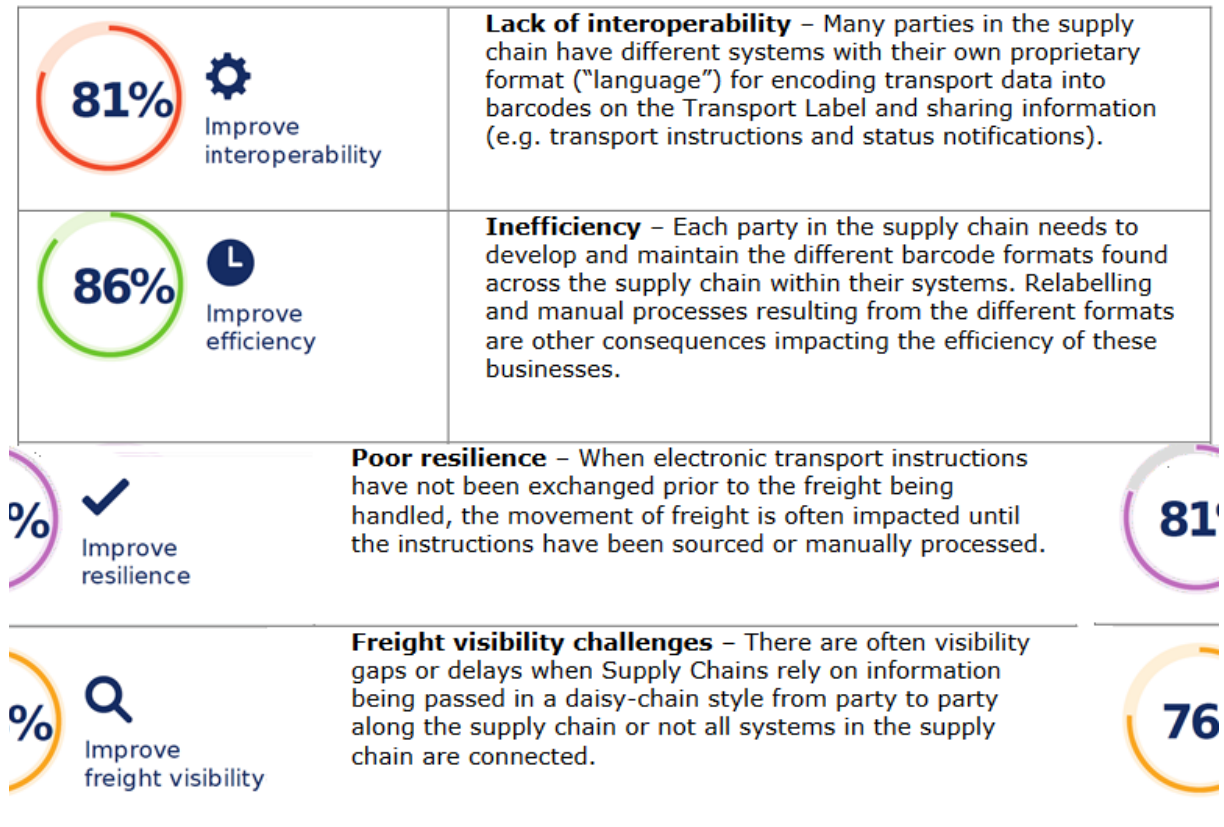 81%
Improve
interoperability
Lack of interoperability – Many parties in the supply
chain have different systems with their own proprietary
format (“language”) for encoding transport data into
barcodes on the Transport Label and sharing information
(e.g. transport instructions and status notifications).
86%
Improve
efficiency
Inefficiency – Each party in the supply chain needs to
develop and maintain the different barcode formats found
across the supply chain within their systems. Relabelling
and manual processes resulting from the different formats
are other consequences impacting the efficiency of these
businesses.
%
Improve
resilience
Poor resilience – When electronic transport instructions
have not been exchanged prior to the freight being
handled, the movement of freight is often impacted until
the instructions have been sourced or manually processed.
81
%
Improve
freight visibility
Freight visibility challenges – There are often visibility
gaps or delays when Supply Chains rely on information
being passed in a daisy-chain style from party to party
along the supply chain or not all systems in the supply
chain are connected.
76